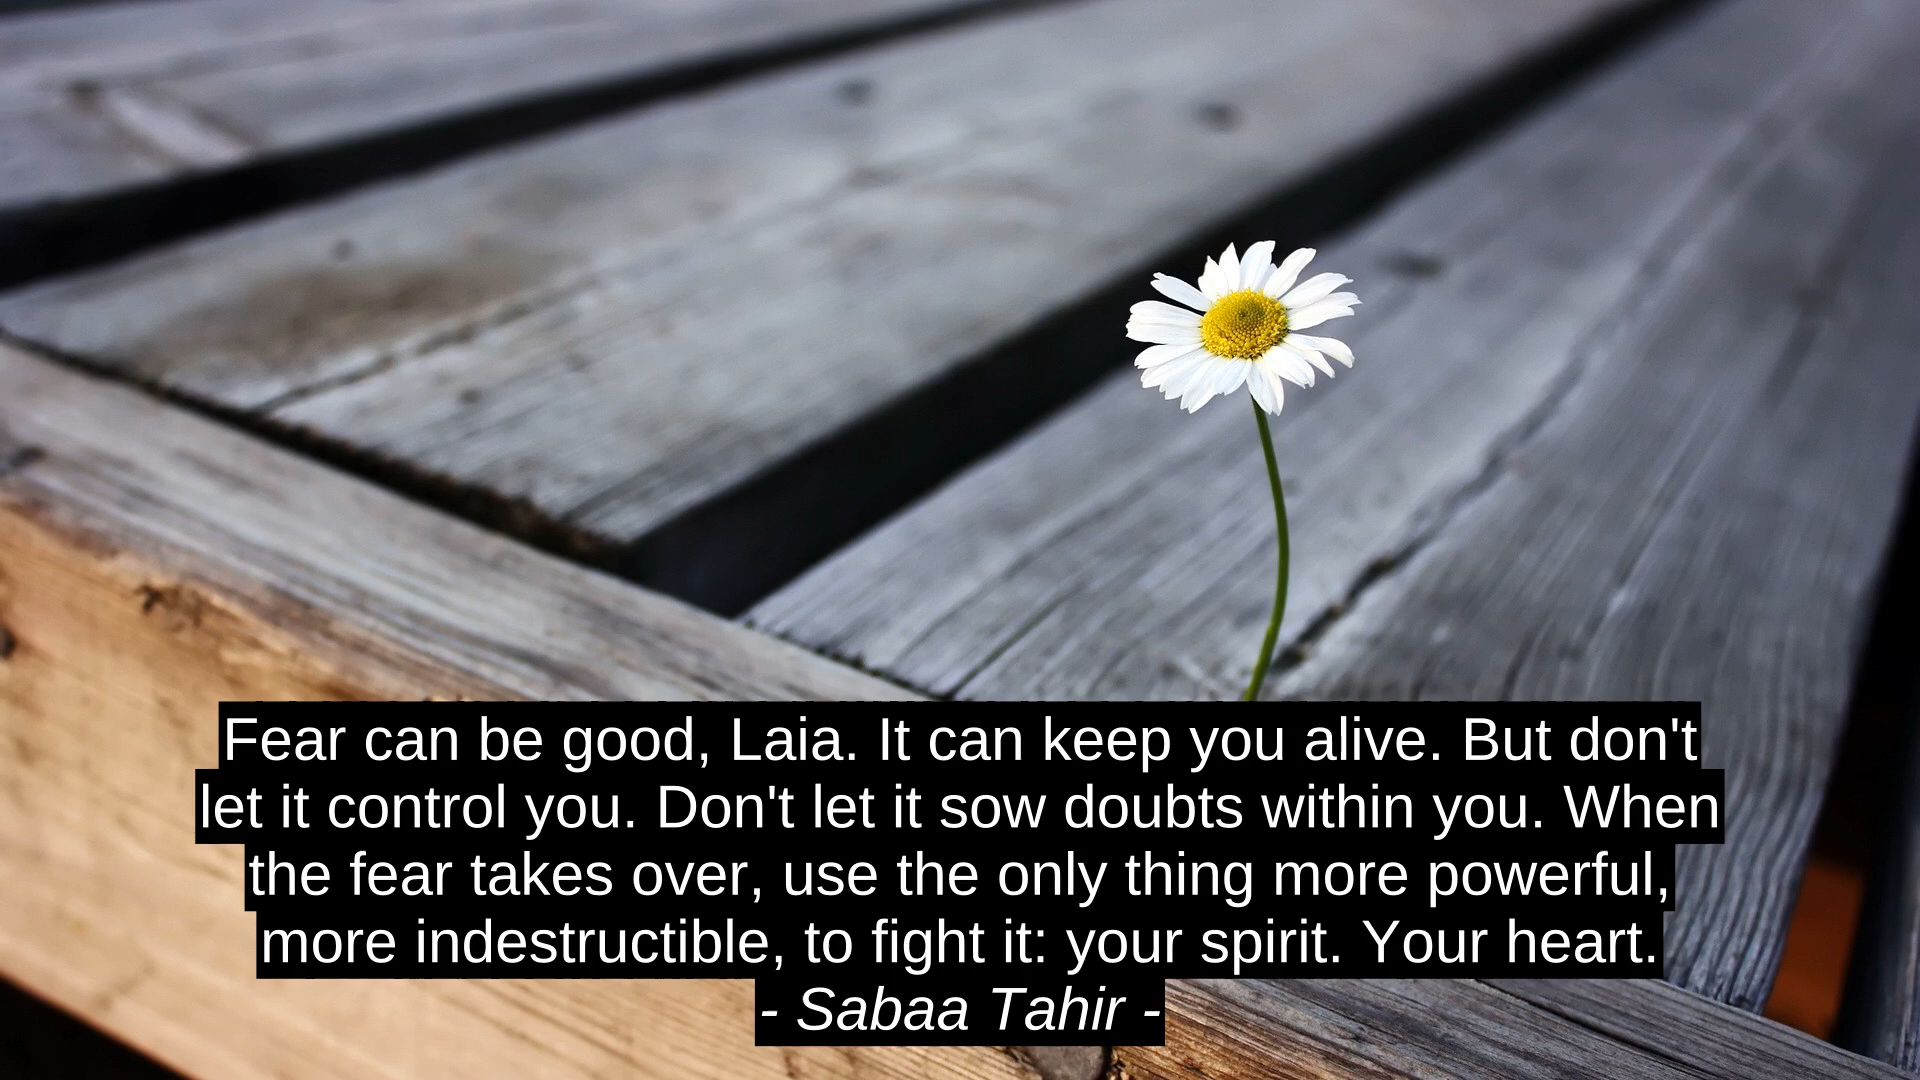 Fear can be good, Laia. It can keep you alive. But don't
let it control you. Don't let it sow doubts within you. When
the fear takes over, use the only thing more powerful,
more indestructible, to fight it: your spirit. Your heart.
- Sabaa Tahir -